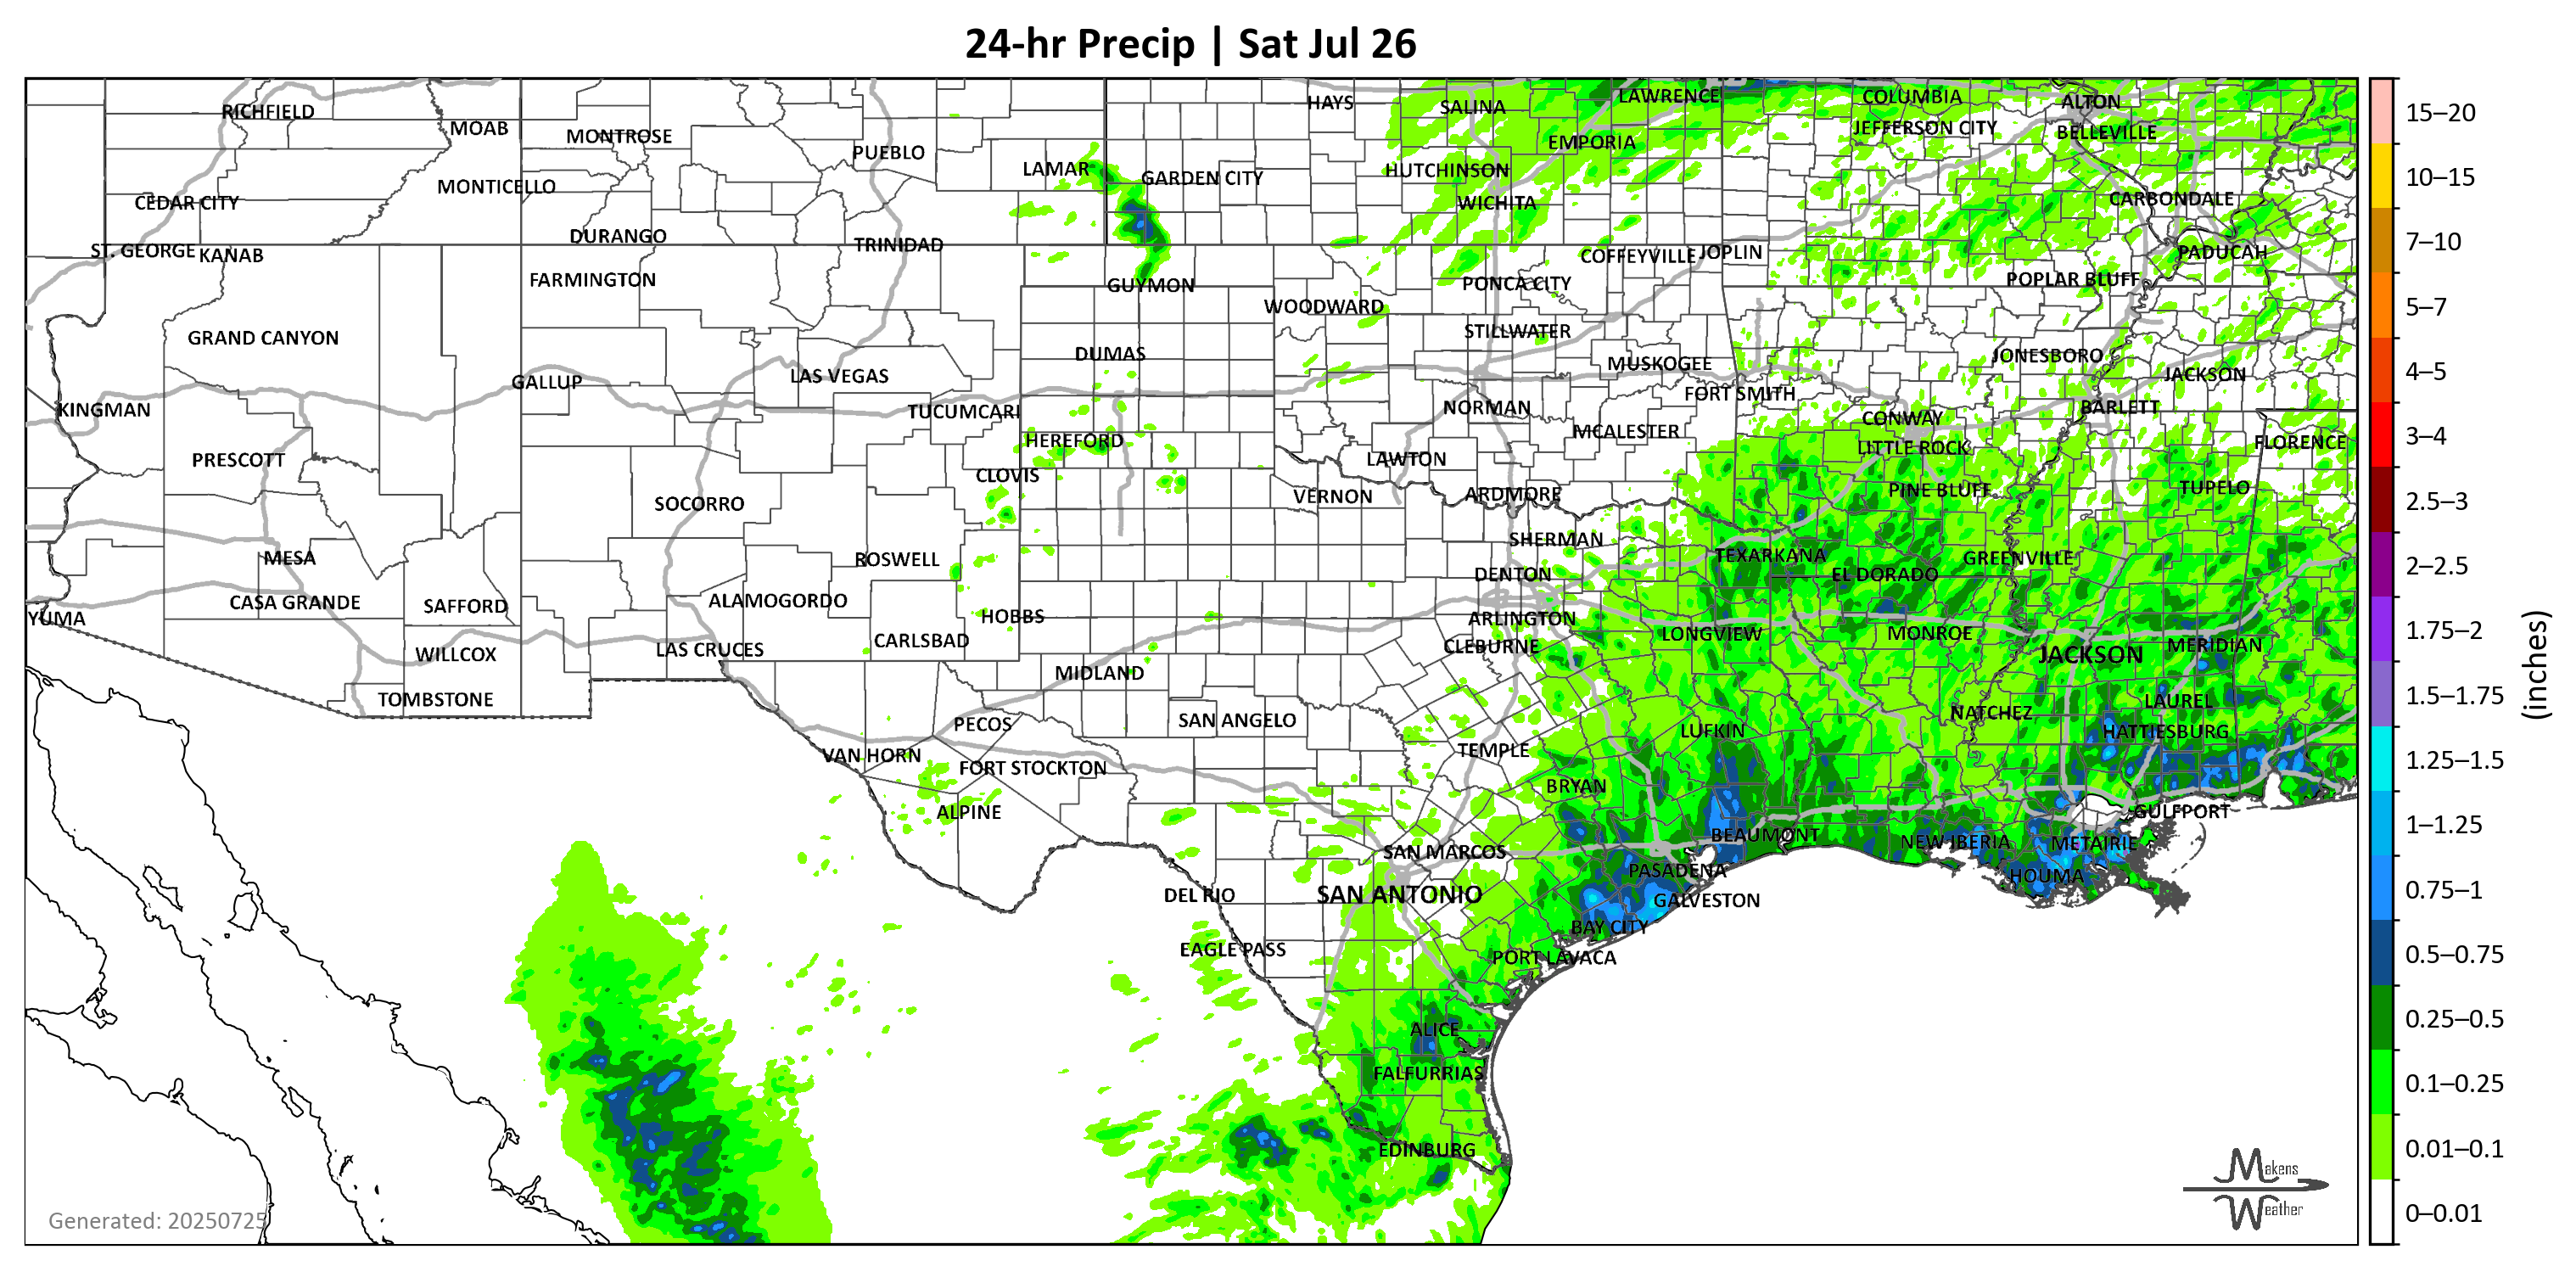 24-hr Precip | Sat Jul 26
RICHFIELD
MOAB
MONTROSE
PUEBLO
LAMAR
HAYS
SALINA
LAWRENCE
COLUMBIA
ALTON
JEFFERSON CITY
BELLEVILLE
EMPORIA
HUTCHINSON
GARDEN CITY
MONTICELLO
CEDAR CITY
WICHITA
CARBONDALE
DURANGO
TRINIDAD
ST. GEORGE
KANAB
COFFEYVILLE
JOPLIN
PADUCAH
FARMINGTON
GUYMON
PONCA CITY
POPLAR BLUFF
WOODWARD
GRAND CANYON
STILLWATER
DUMAS
JONESBORO
MUSKOGEE
GALLUP
LAS VEGAS
JACKSON
FORT SMITH
KINGMAN
TUCUMCARI
NORMAN
BARLETT
CONWAY
MCALESTER
HEREFORD
LITTLE ROCK
FLORENCE
PRESCOTT
LAWTON
CLOVIS
VERNON
ARDMORE
PINE BLUFF
TUPELO
SOCORRO
SHERMAN
MESA
ROSWELL
TEXARKANA
GREENVILLE
DENTON
EL DORADO
CASA GRANDE
SAFFORD
ALAMOGORDO
HOBBS
ARLINGTON
YUMA
LONGVIEW
MONROE
CARLSBAD
CLEBURNE
MERIDIAN
WILLCOX
LAS CRUCES
JACKSON
MIDLAND
TOMBSTONE
LAUREL
PECOS
SAN ANGELO
NATCHEZ
LUFKIN
HATTIESBURG
VAN HORN
TEMPLE
FORT STOCKTON
BRYAN
ALPINE
GULFPORT
BEAUMONT
NEW IBERIA
METAIRIE
SAN MARCOS
PASADENA
HOUMA
DEL RIO
SAN ANTONIO
GALVESTON
BAY CITY
EAGLE PASS
PORT LAVACA
ALICE
FALFURRIAS
EDINBURG
Generated: 20250725
Makens
Weather
15–20
10–15
7–10
5–7
4–5
3–4
2.5–3
2–2.5
1.75–2
1.5–1.75
1.25–1.5
1–1.25
0.75–1
0.5–0.75
0.25–0.5
0.1–0.25
0.01–0.1
0–0.01
(inches)